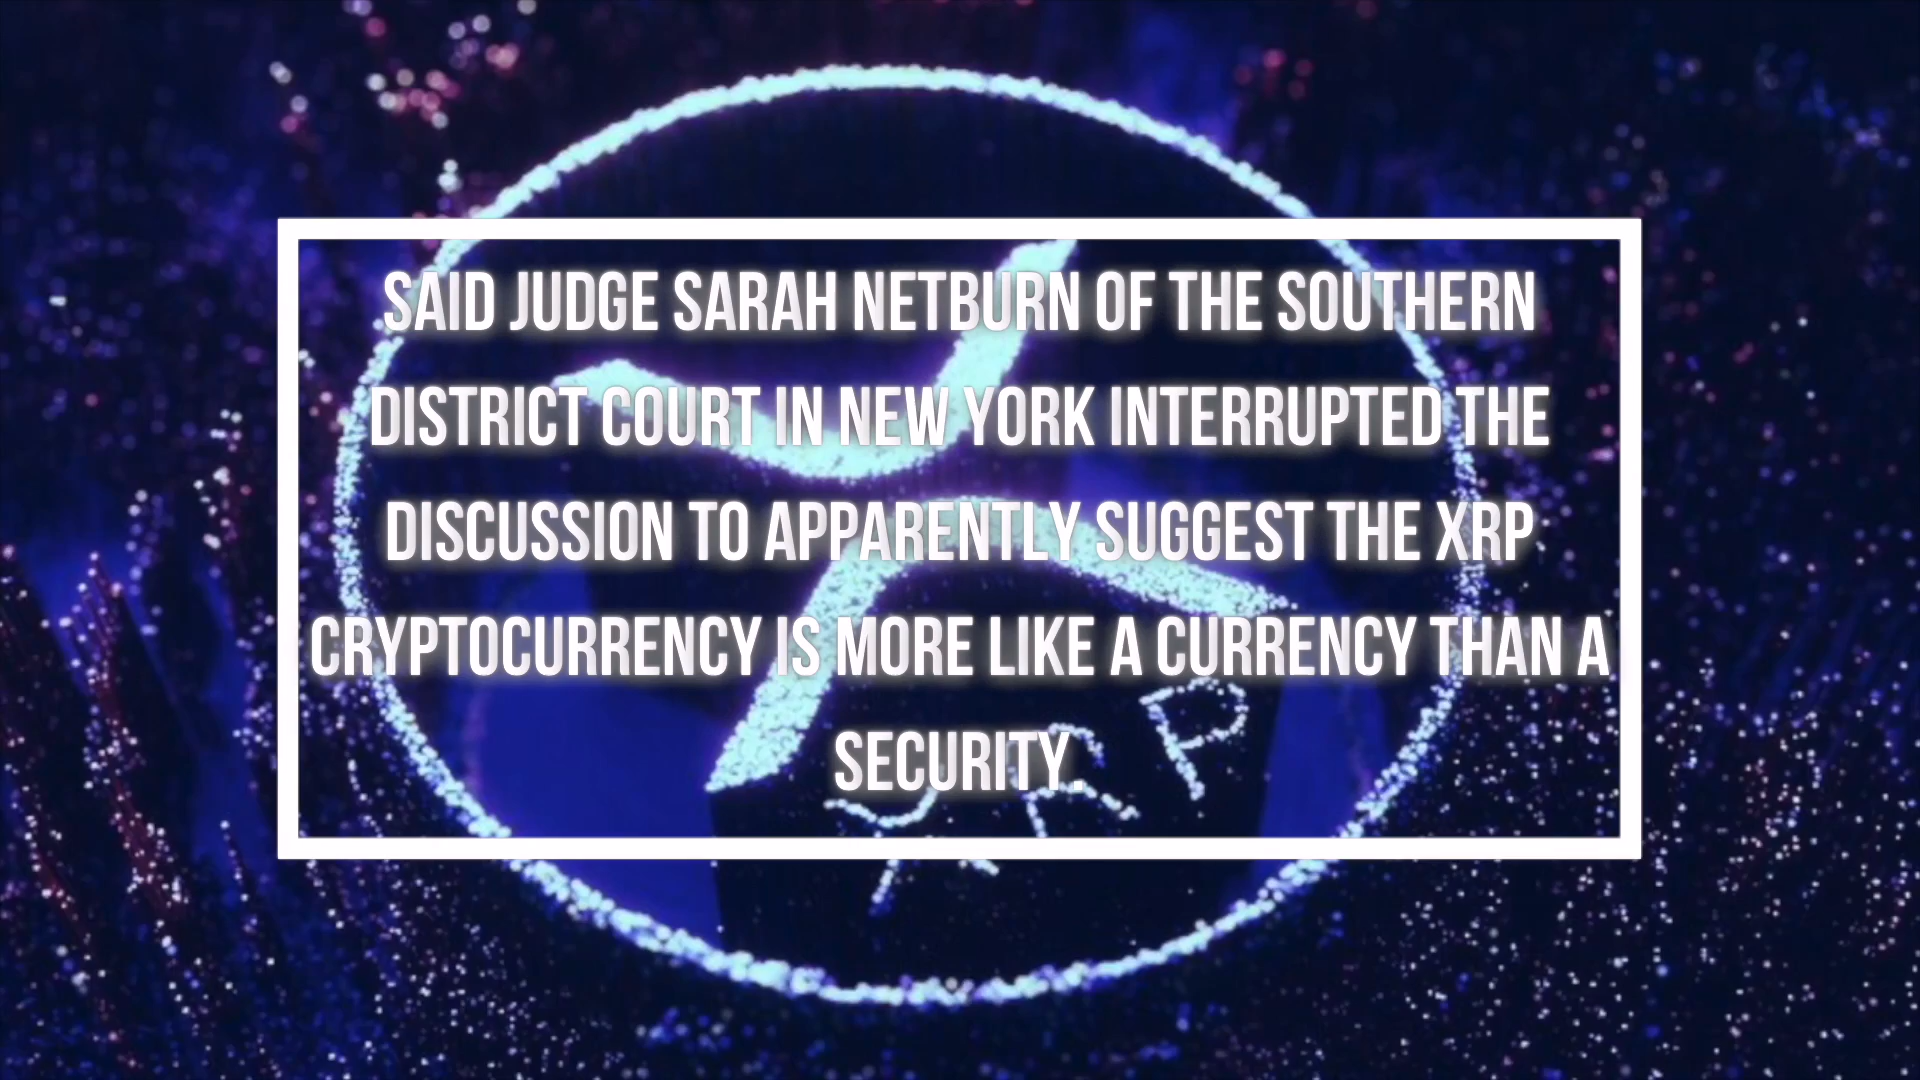 SAID JUDGE SARAH NETBURN OF THE SOUTHERN
DISTRICT COURT IN NEW YORK INTERRUPTED THE
DISCUSSION TO APPARENTLY SUGGEST THE XRP
CRYPTOCURRENCY IS MORE LIKE A CURRENCY THAN A
SECURITY.
XRP